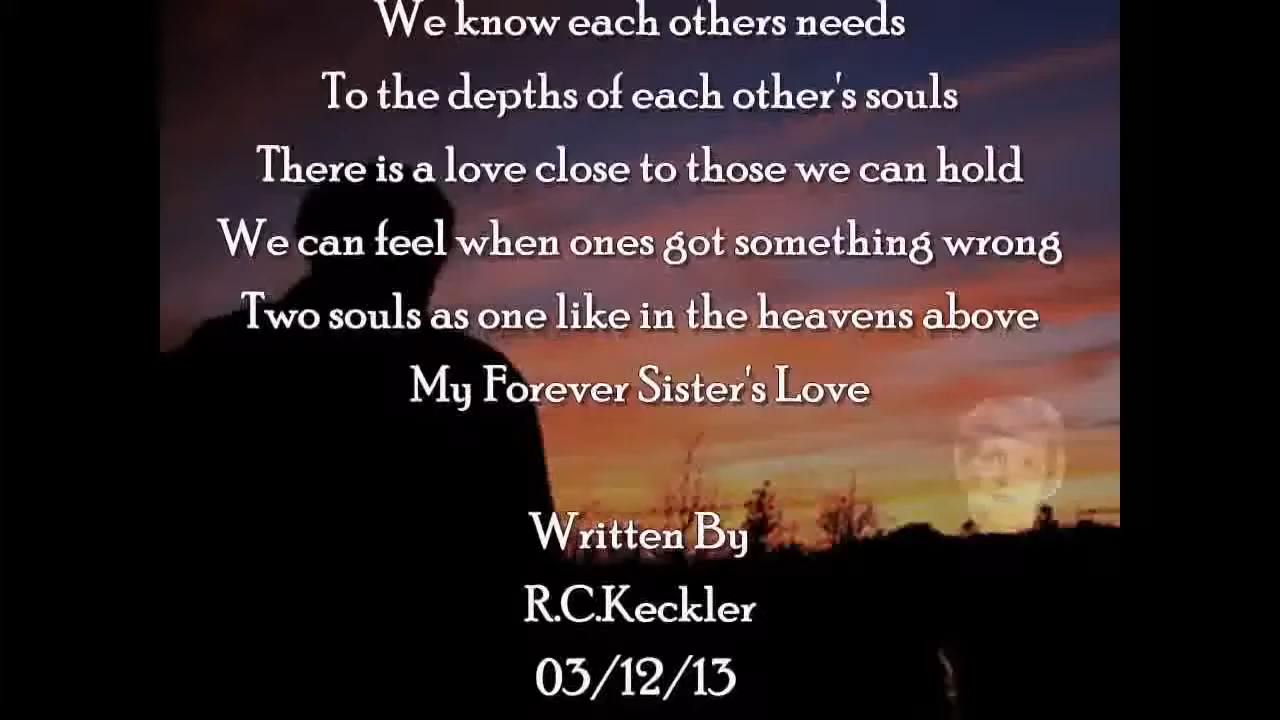 We know each others needs
To the depths of each other's souls
There is a love close to those we can hold
We can feel when ones got something wrong
Two souls as one like in the heavens above
My Forever Sister's Love
Written By
R.C.Keckler
03/12/13